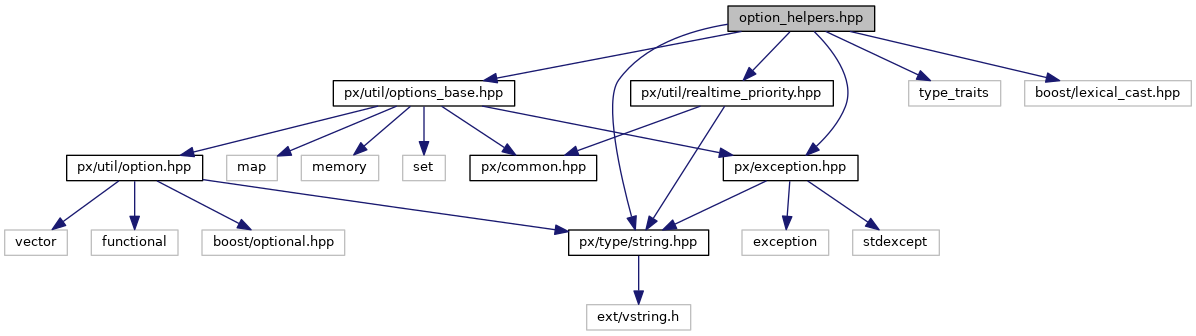 option_helpers.hpp
px/util/options_base.hpp
px/util/realtime_priority.hpp
type_traits
boost/lexical_cast.hpp
px/util/option.hpp
map
memory
set
px/common.hpp
px/exception.hpp
vector
functional
boost/optional.hpp
px/type/string.hpp
exception
stdexcept
ext/vstring.h